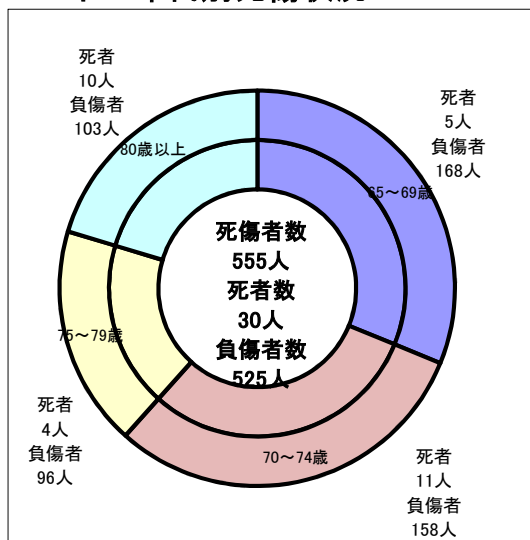 死者
10人
負傷者
103人
80歳以上
死者
5人
負傷者
168人
65～69歳
死傷者数
555人
死者数
30人
負傷者数
525人
75～79歳
死者
4人
負傷者
96人
70～74歳
死者
11人
負傷者
158人